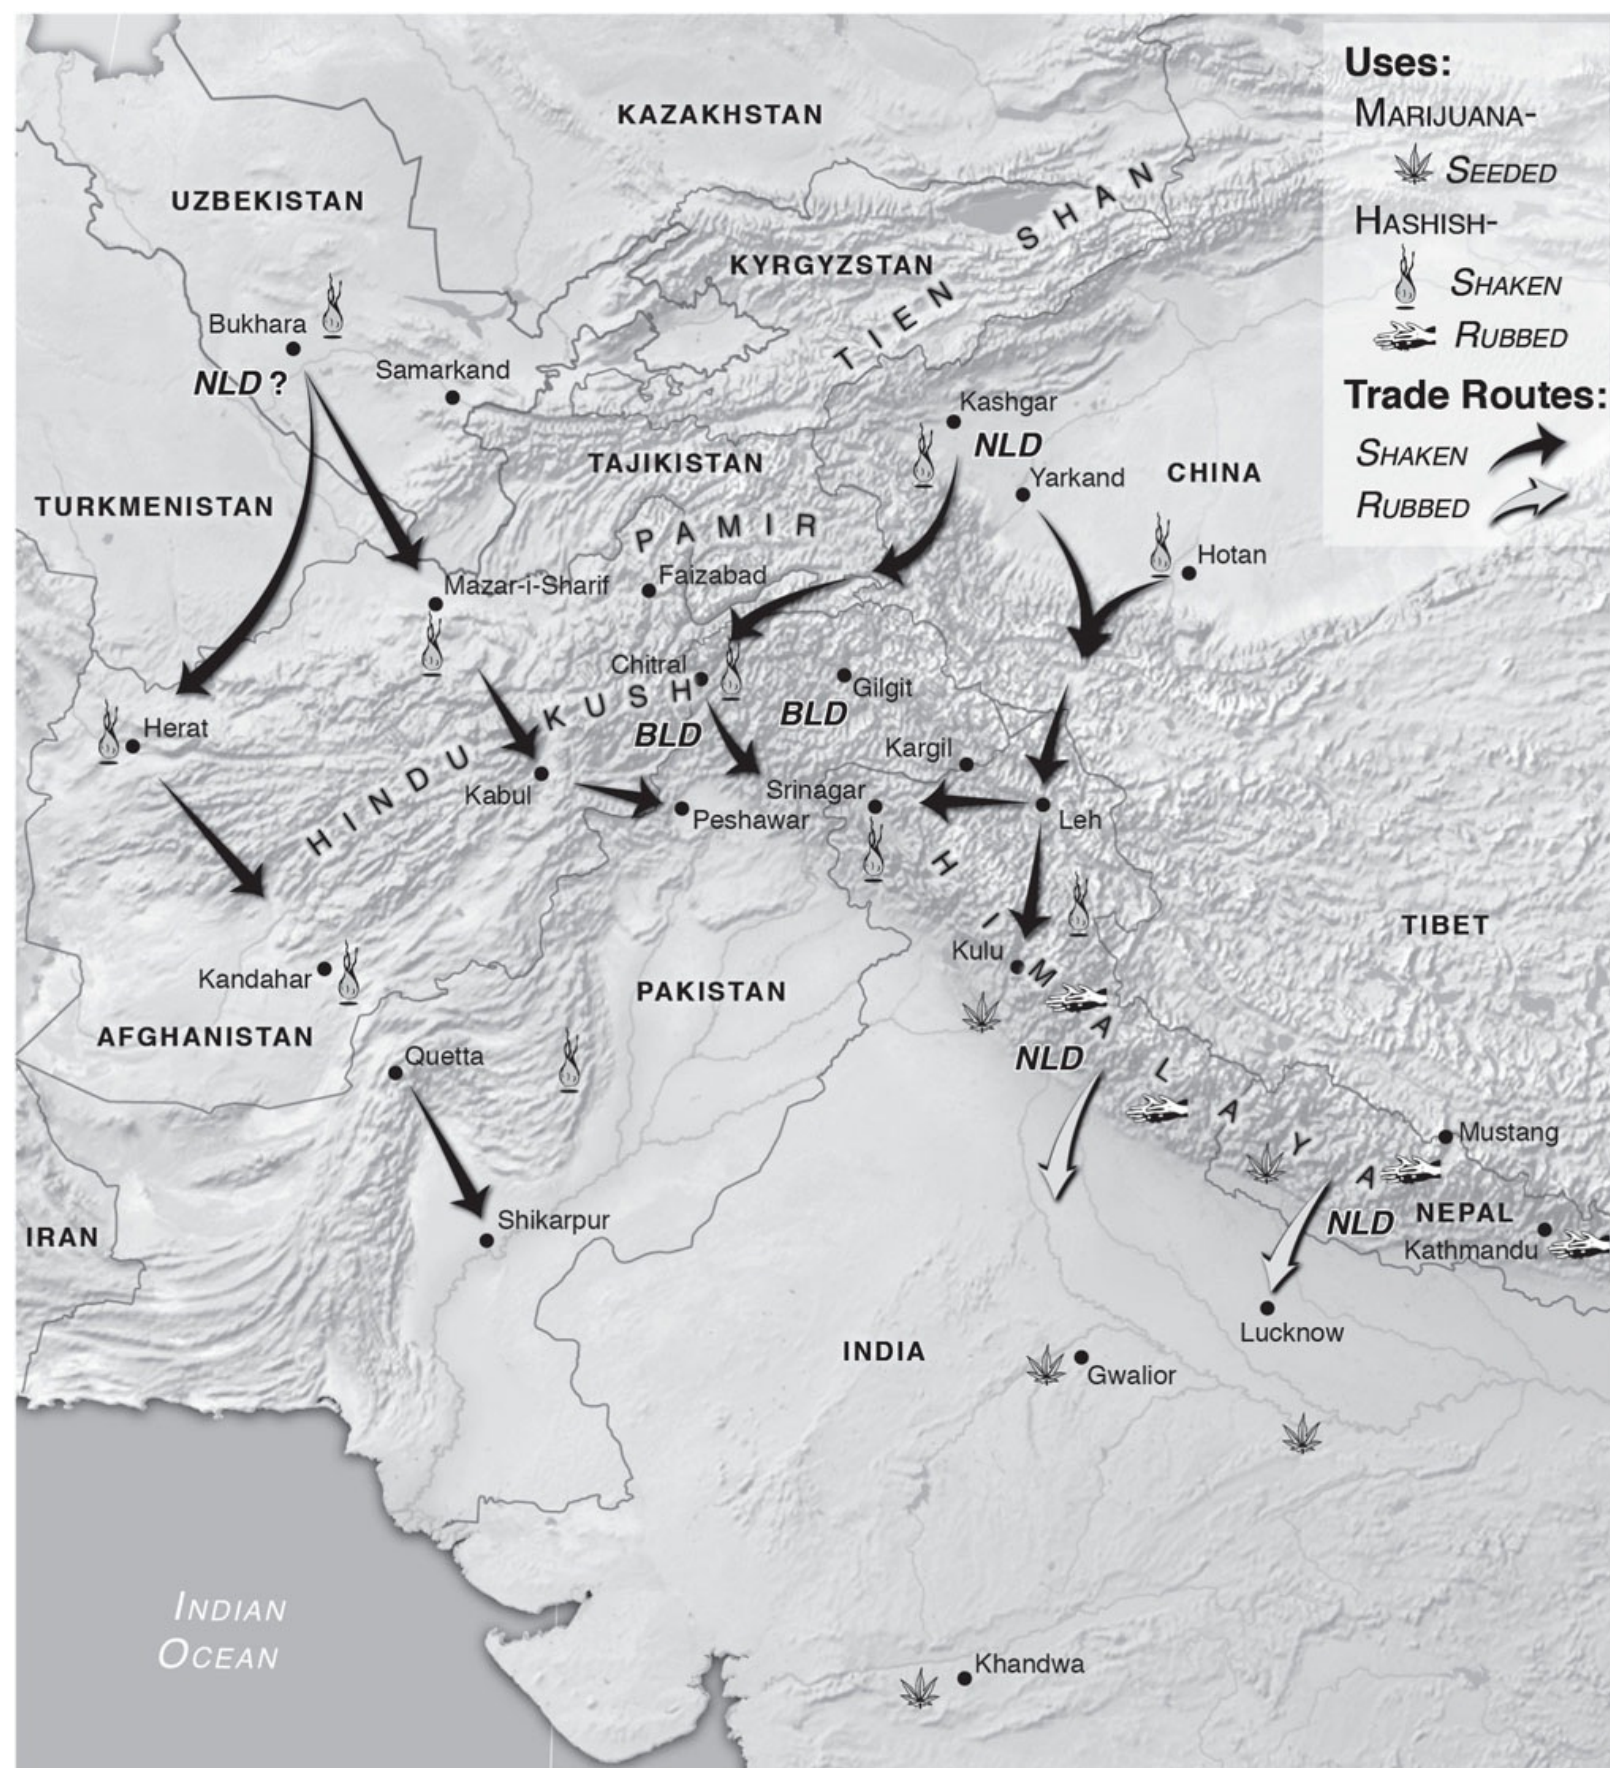 Uses:
MARIJUANA-
SEEDED
HASHISH-
SHAKEN
RUBBED
Trade Routes:
SHAKEN
RUBBED
KAZAKHSTAN
UZBEKISTAN
TIEN SHAN
KYRGYZSTAN
Bukhara
NLD ?
Samarkand
Kashgar
NLD
TAJIKISTAN
Yarkand
CHINA
TURKMENISTAN
PAMIR
Hotan
Mazar-i-Sharif
Faizabad
Chitral
Gilgit
HINDU KUSH
BLD
BLD
Herat
Kargil
Kabul
Srinagar
Peshawar
Leh
HIMALAYA
TIBET
Kulu
Kandahar
PAKISTAN
AFGHANISTAN
Quetta
NLD
Mustang
Shikarpur
IRAN
NLD
NEPAL
Kathmandu
Lucknow
INDIA
Gwalior
INDIAN
OCEAN
Khandwa